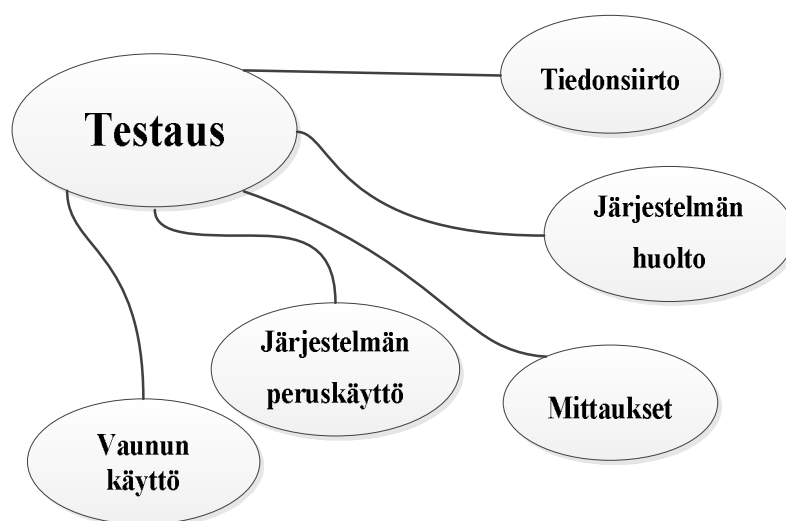 Testaus
Tiedonsiirto
Järjestelmän
huolto
Järjestelmän
peruskäyttö
Mittaukset
Vaunun
käyttö